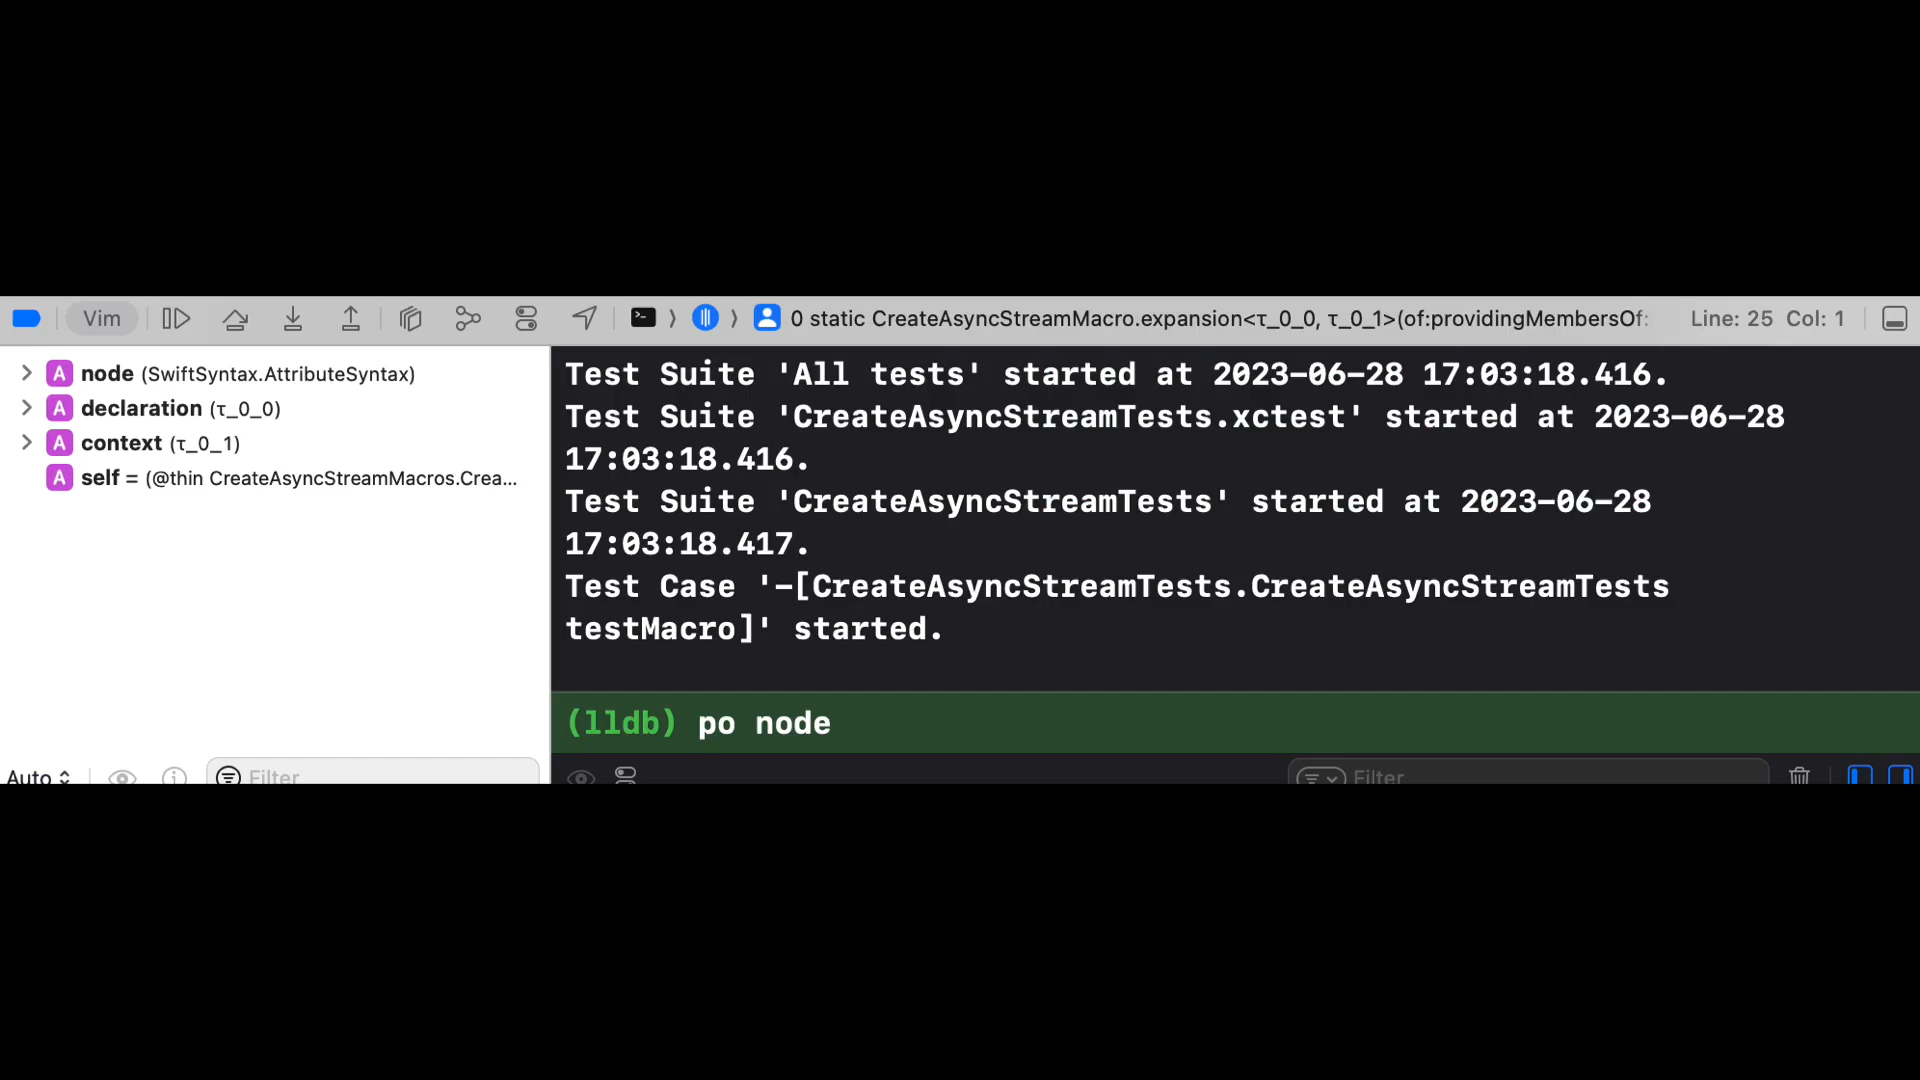 Vim
0 static CreateAsyncStreamMacro.expansion<τ_0_0, τ_0_1>(of:providingMembersOf:
Line: 25 Col: 1
A node (SwiftSyntax.AttributeSyntax)
A declaration (τ_0_0)
A context (τ_0_1)
A self = (@thin CreateAsyncStreamMacros.Crea...
Auto
Filter
Test Suite 'All tests' started at 2023-06-28 17:03:18.416.
Test Suite 'CreateAsyncStreamTests.xctest' started at 2023-06-28
17:03:18.416.
Test Suite 'CreateAsyncStreamTests' started at 2023-06-28
17:03:18.417.
Test Case '-[CreateAsyncStreamTests.CreateAsyncStreamTests
testMacro]' started.
(lldb) po node
Filter